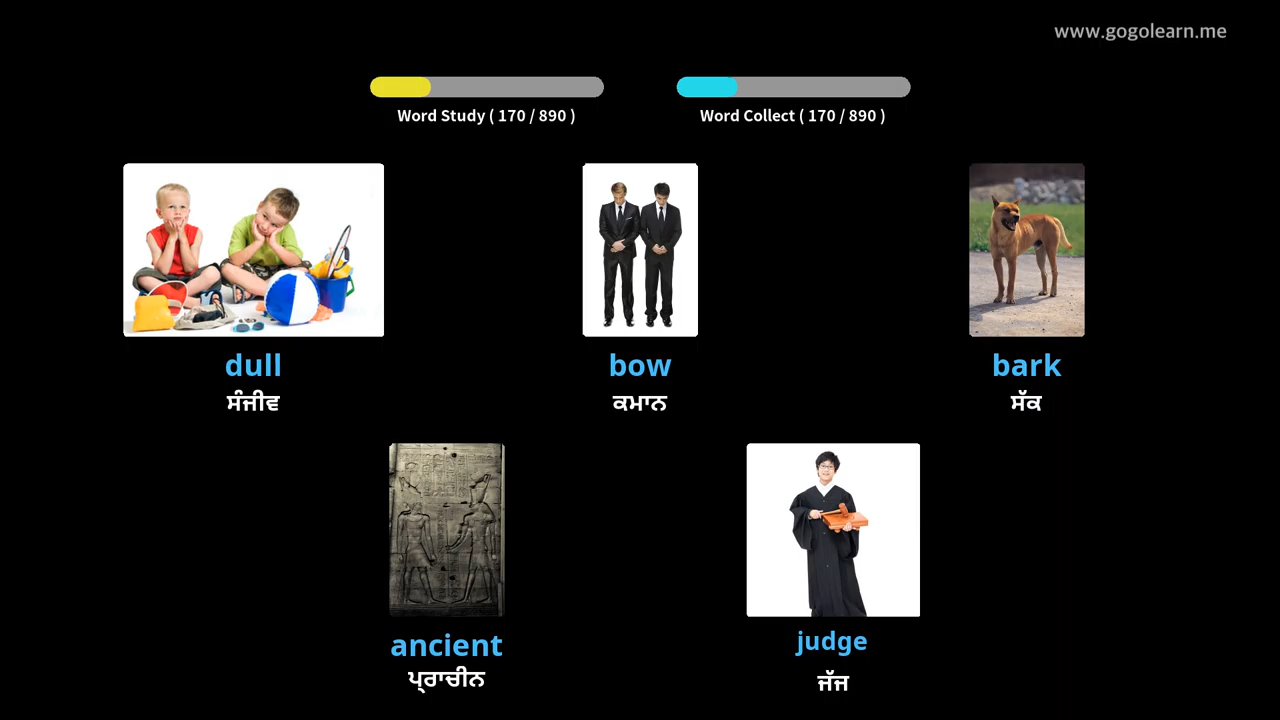 www.gogolearn.me
Word Study ( 170 / 890 )
Word Collect ( 170 / 890 )
dull
ਸੰਜੀਵ
bow
ਕਮਾਨ
bark
ਸੱਕ
ancient
ਪ੍ਰਾਚੀਨ
judge
ਜੱਜ